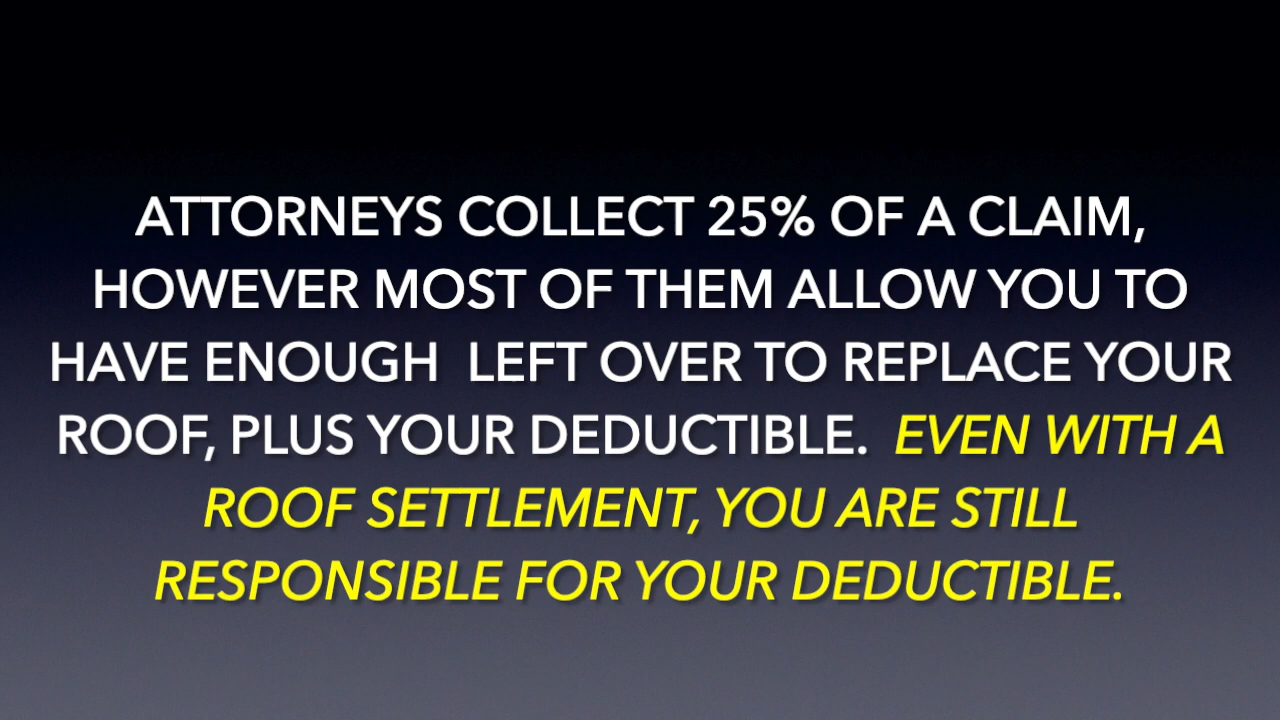 ATTORNEYS COLLECT 25% OF A CLAIM,
HOWEVER MOST OF THEM ALLOW YOU TO
HAVE ENOUGH  LEFT OVER TO REPLACE YOUR
ROOF, PLUS YOUR DEDUCTIBLE.  EVEN WITH A
ROOF SETTLEMENT, YOU ARE STILL
RESPONSIBLE FOR YOUR DEDUCTIBLE.